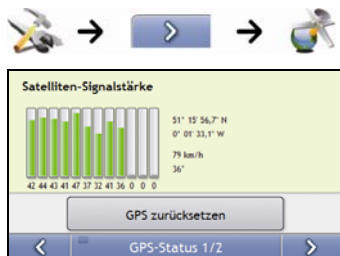 Satelliten-Signalstärke
51° 15' 56,7" N
0° 01' 33,1" W
79 km/h
36°
42 44 43 41 47 37 32 41 36 0 0 0
GPS zurücksetzen
GPS-Status 1/2